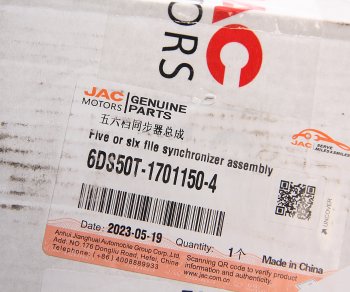 JAC
MOTORS
JAC
MOTORS
GENUINE
PARTS
五六档同步器总成
Five or six file synchronizer assembly
6DS50T-1701150-4
JAC
SERVE
UNCOVER
Date: 2023-05-19
Quantity: 1个
Made in China
Anhui Jianghuai Automobile Group Corp.Ltd.
Add. NO.176 Dongliu Road, Hefei, China
Telephone:(+86)4008889933
Scanning QR code to verify product
information and authenticity.